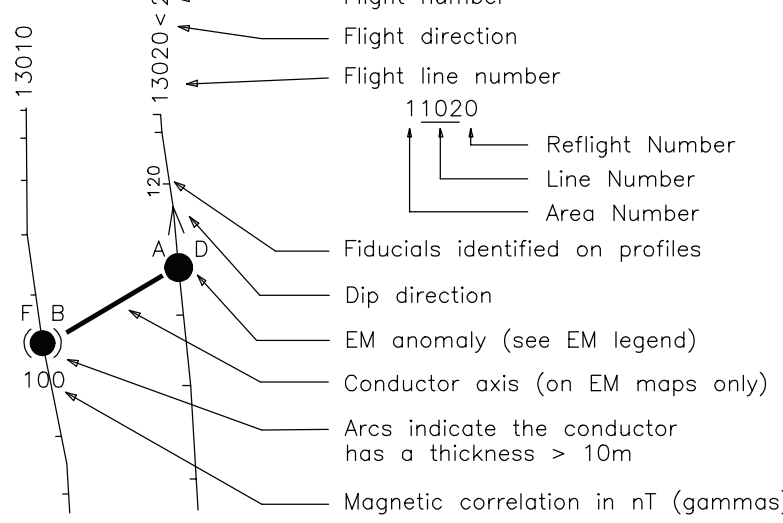 Flight number
Flight direction
Flight line number
13010
13020 < 2
11020
Reflight Number
Line Number
Area Number
120
Fiducials identified on profiles
A D
Dip direction
F B
EM anomaly (see EM legend)
100
Conductor axis (on EM maps only)
Arcs indicate the conductor
has a thickness > 10m
Magnetic correlation in nT (gammas)